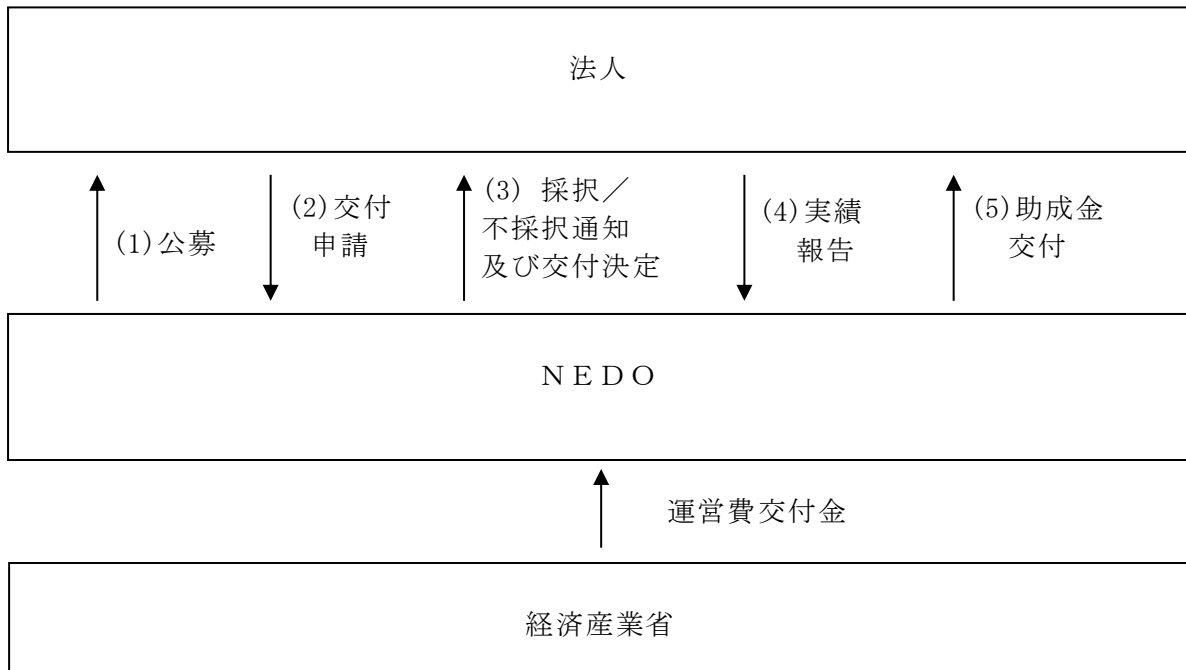 法人
(1)公募
(2)交付
申請
(3) 採択／
不採択通知
及び交付決定
(4)実績
報告
(5)助成金
交付
ＮＥＤＯ
運営費交付金
経済産業省